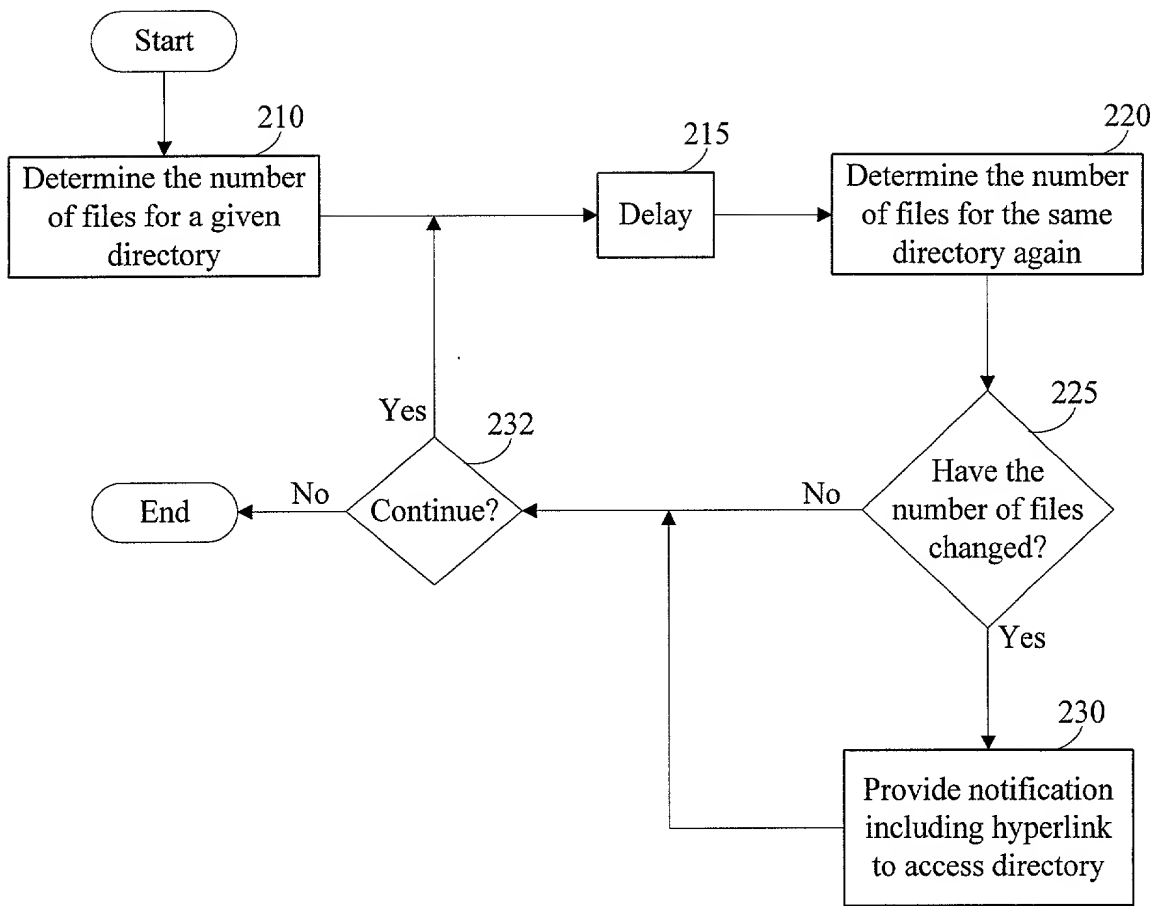 Start
210
Determine the number
of files for a given
directory
215
Delay
220
Determine the number
of files for the same
directory again
225
Have the
number of files
changed?
No
Yes
230
Provide notification
including hyperlink
to access directory
232
Continue?
Yes
No
End